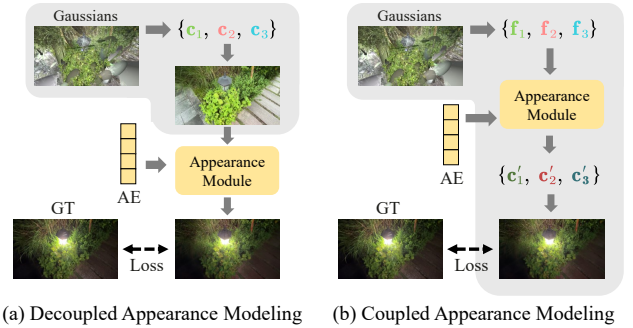 Gaussians
{c₁, c₂, c₃}
Appearance
Module
AE
GT
Loss
(a) Decoupled Appearance Modeling
Gaussians
{f₁, f₂, f₃}
Appearance
Module
AE
{c′₁, c′₂, c′₃}
GT
Loss
(b) Coupled Appearance Modeling